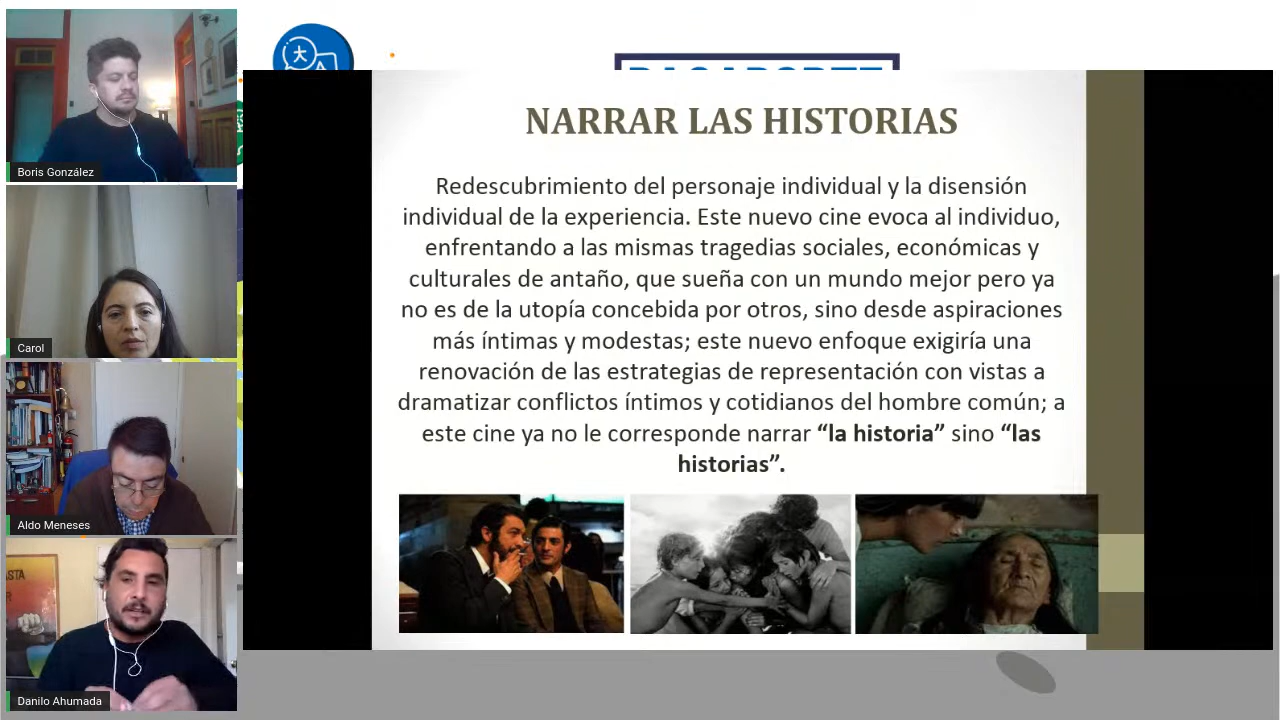 PASAPORTE
NARRAR LAS HISTORIAS
Redescubrimiento del personaje individual y la disensión
individual de la experiencia. Este nuevo cine evoca al individuo,
enfrentando a las mismas tragedias sociales, económicas y
culturales de antaño, que sueña con un mundo mejor pero ya
no es de la utopía concebida por otros, sino desde aspiraciones
más íntimas y modestas; este nuevo enfoque exigiría una
renovación de las estrategias de representación con vistas a
dramatizar conflictos íntimos y cotidianos del hombre común; a
este cine ya no le corresponde narrar “la historia” sino “las
historias”.
Boris González
Carol
Aldo Meneses
Danilo Ahumada